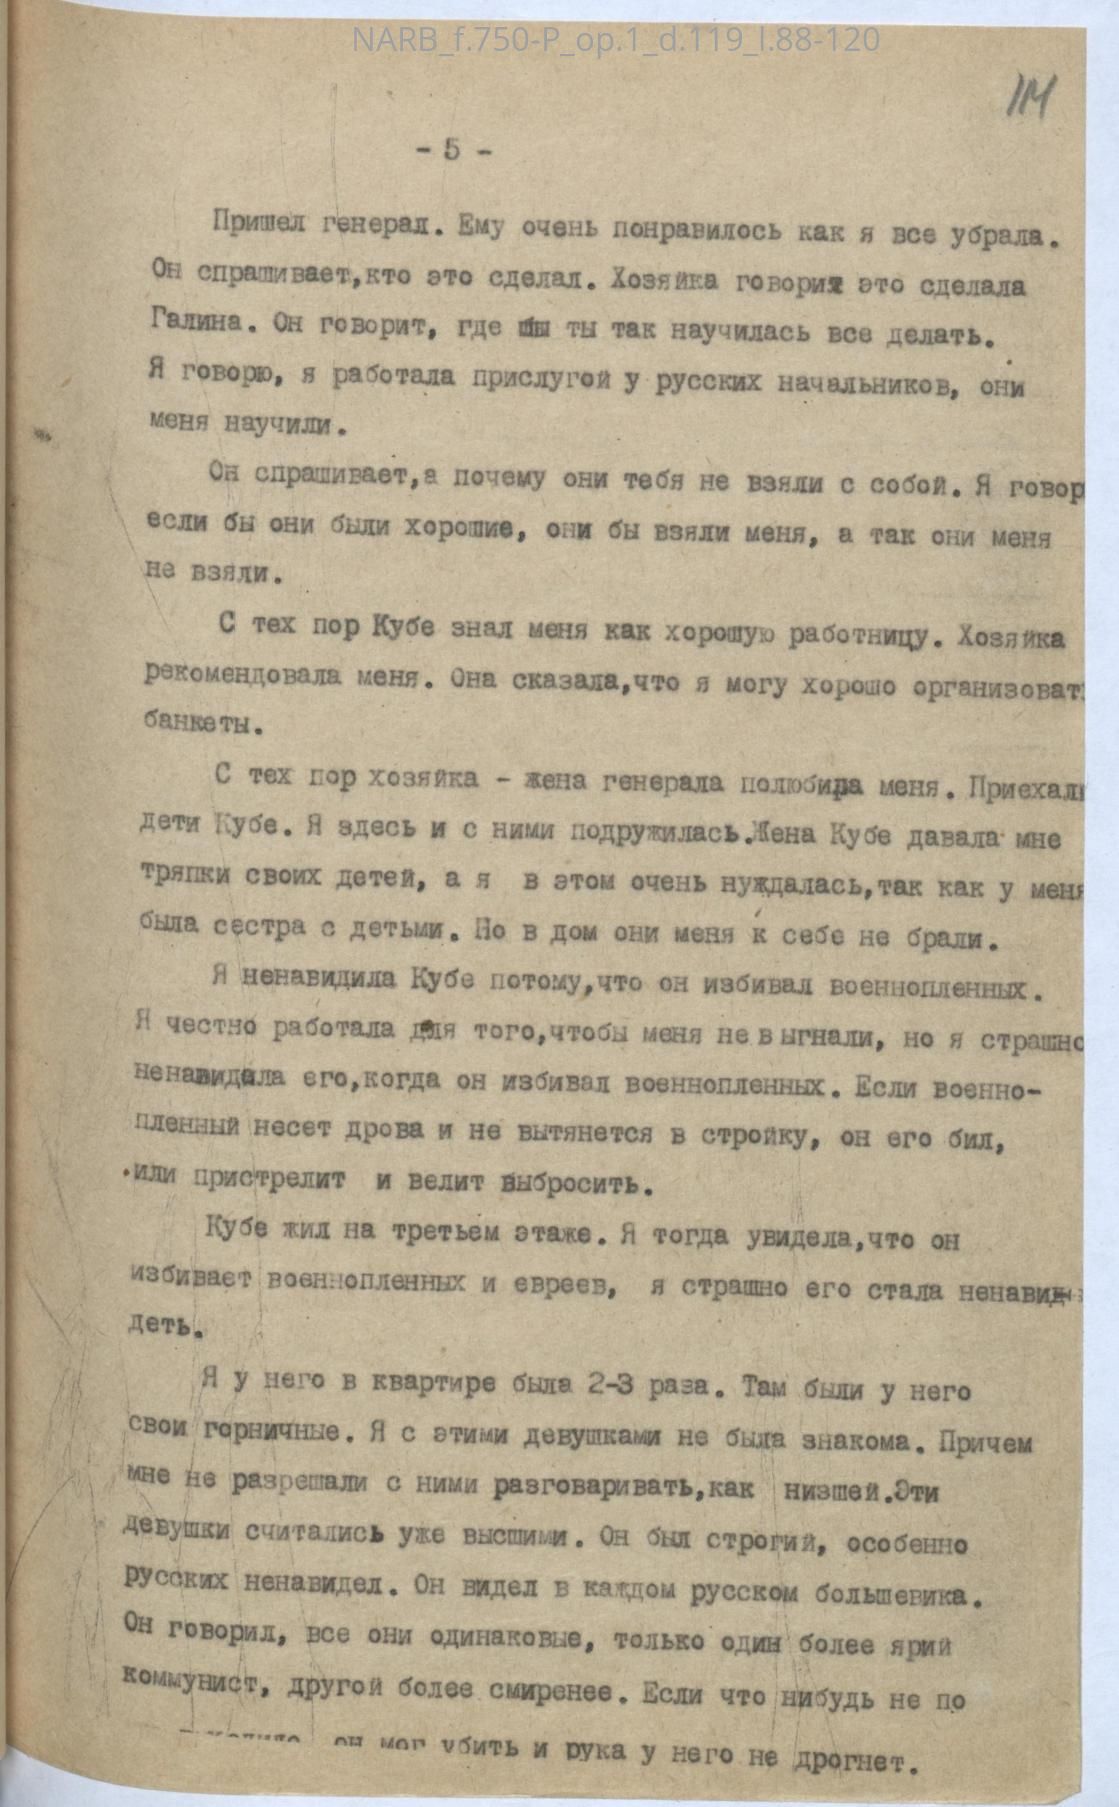 NARB_f.750-P_op.1_d.119_l.88-120
114
- 5 -
Пришел генерал. Ему очень понравилось как я все убрала.
Он спрашивает,кто это сделал. Хозяйка говорит это сделала
Галина. Он говорит, где ты так научилась все делать.
Я говорю, я работала прислугой у русских начальников, они
меня научили.
Он спрашивает,а почему они тебя не взяли с собой. Я говор
если бы они были хорошие, они бы взяли меня, а так они меня
не взяли.
С тех пор Кубе знал меня как хорошую работницу. Хозяйка
рекомендовала меня. Она сказала,что я могу хорошо организоват
банкеты.
С тех пор хозяйка - жена генерала полюбила меня. Приехали
дети Кубе. Я здесь и с ними подружилась.Жена Кубе давала мне
тряпки своих детей, а я в этом очень нуждалась,так как у меня
была сестра с детьми. Но в дом они меня к себе не брали.
Я ненавидила Кубе потому,что он избивал военнопленных.
Я честно работала для того,чтобы меня не выгнали, но я страшно
ненавидела его,когда он избивал военнопленных. Если военно-
пленный несет дрова и не вытянется в стройку, он его бил,
или пристрелит и велит выбросить.
Кубе жил на третьем этаже. Я тогда увидела,что он
избивает военнопленных и евреев, я страшно его стала ненави
деть.
Я у него в квартире была 2-3 раза. Там были у него
свои горничные. Я с этими девушками не была знакома. Причем
мне не разрешали с ними разговаривать,как низшей.Эти
девушки считались уже высшими. Он был строгий, особенно
русских ненавидел. Он видел в каждом русском большевика.
Он говорил, все они одинаковые, только один более ярий
коммунист, другой более смиренее. Если что нибудь не по
он мог убить и рука у него не дрогнет.